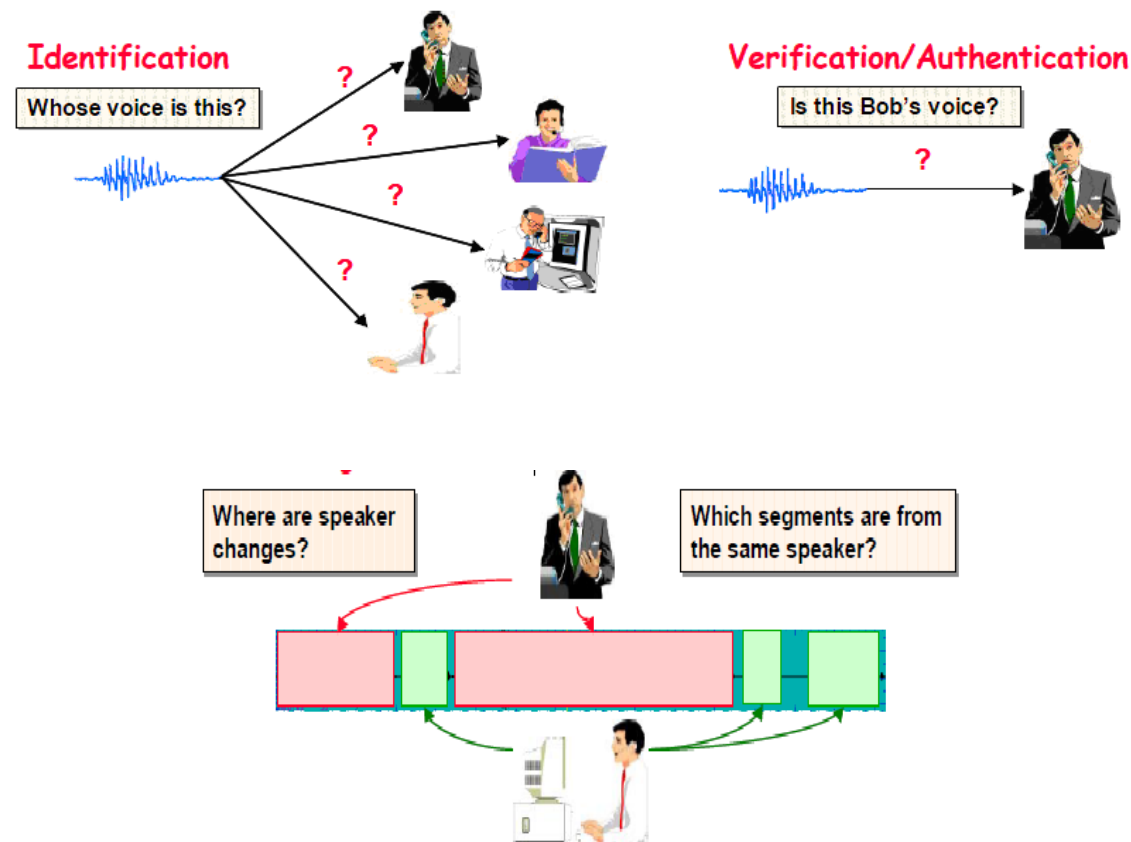 Identification
Whose voice is this?
?
?
?
?
Verification/Authentication
Is this Bob's voice?
?
Where are speaker
changes?
Which segments are from
the same speaker?